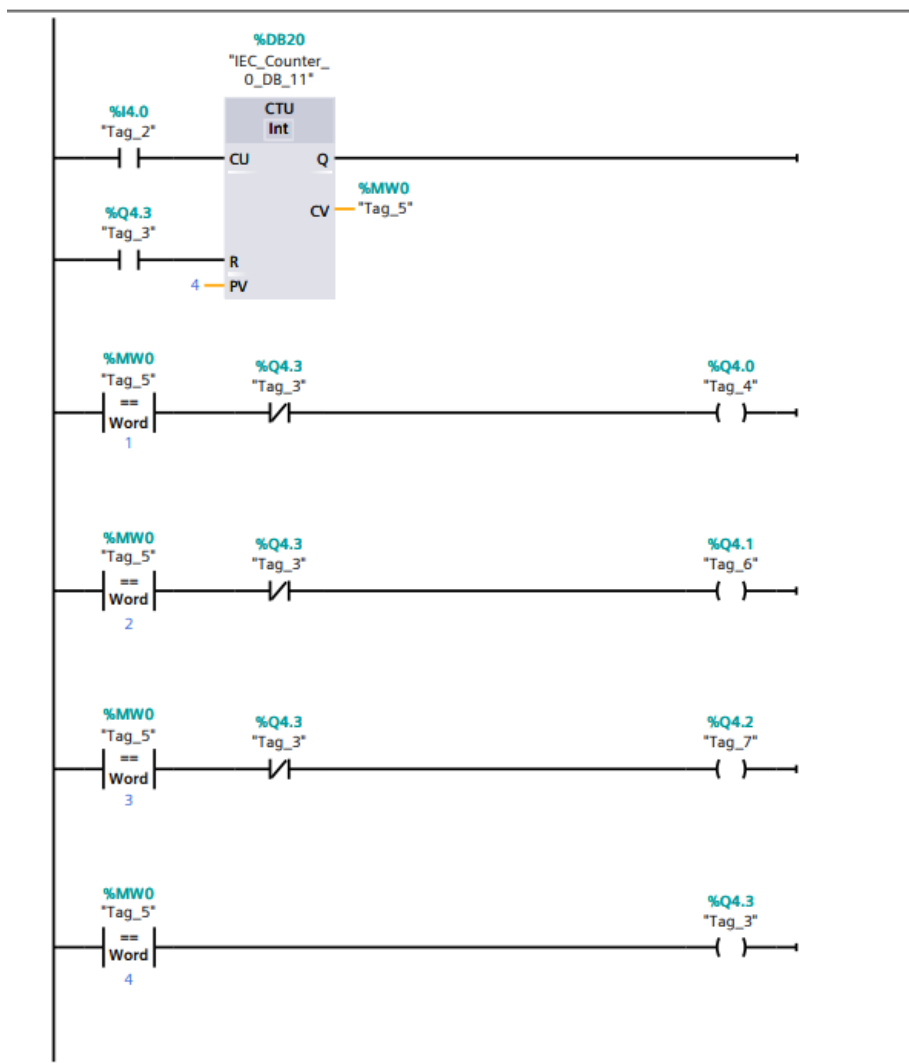 %DB20
"IEC_Counter_
0_DB_11"
CTU
Int
%I4.0
"Tag_2"
CU Q
%MW0
CV "Tag_5"
%Q4.3
"Tag_3"
R
4 PV
%MW0
"Tag_5"
==
Word
1
%Q4.3
"Tag_3"
%Q4.0
"Tag_4"
%MW0
"Tag_5"
==
Word
2
%Q4.3
"Tag_3"
%Q4.1
"Tag_6"
%MW0
"Tag_5"
==
Word
3
%Q4.3
"Tag_3"
%Q4.2
"Tag_7"
%MW0
"Tag_5"
==
Word
4
%Q4.3
"Tag_3"